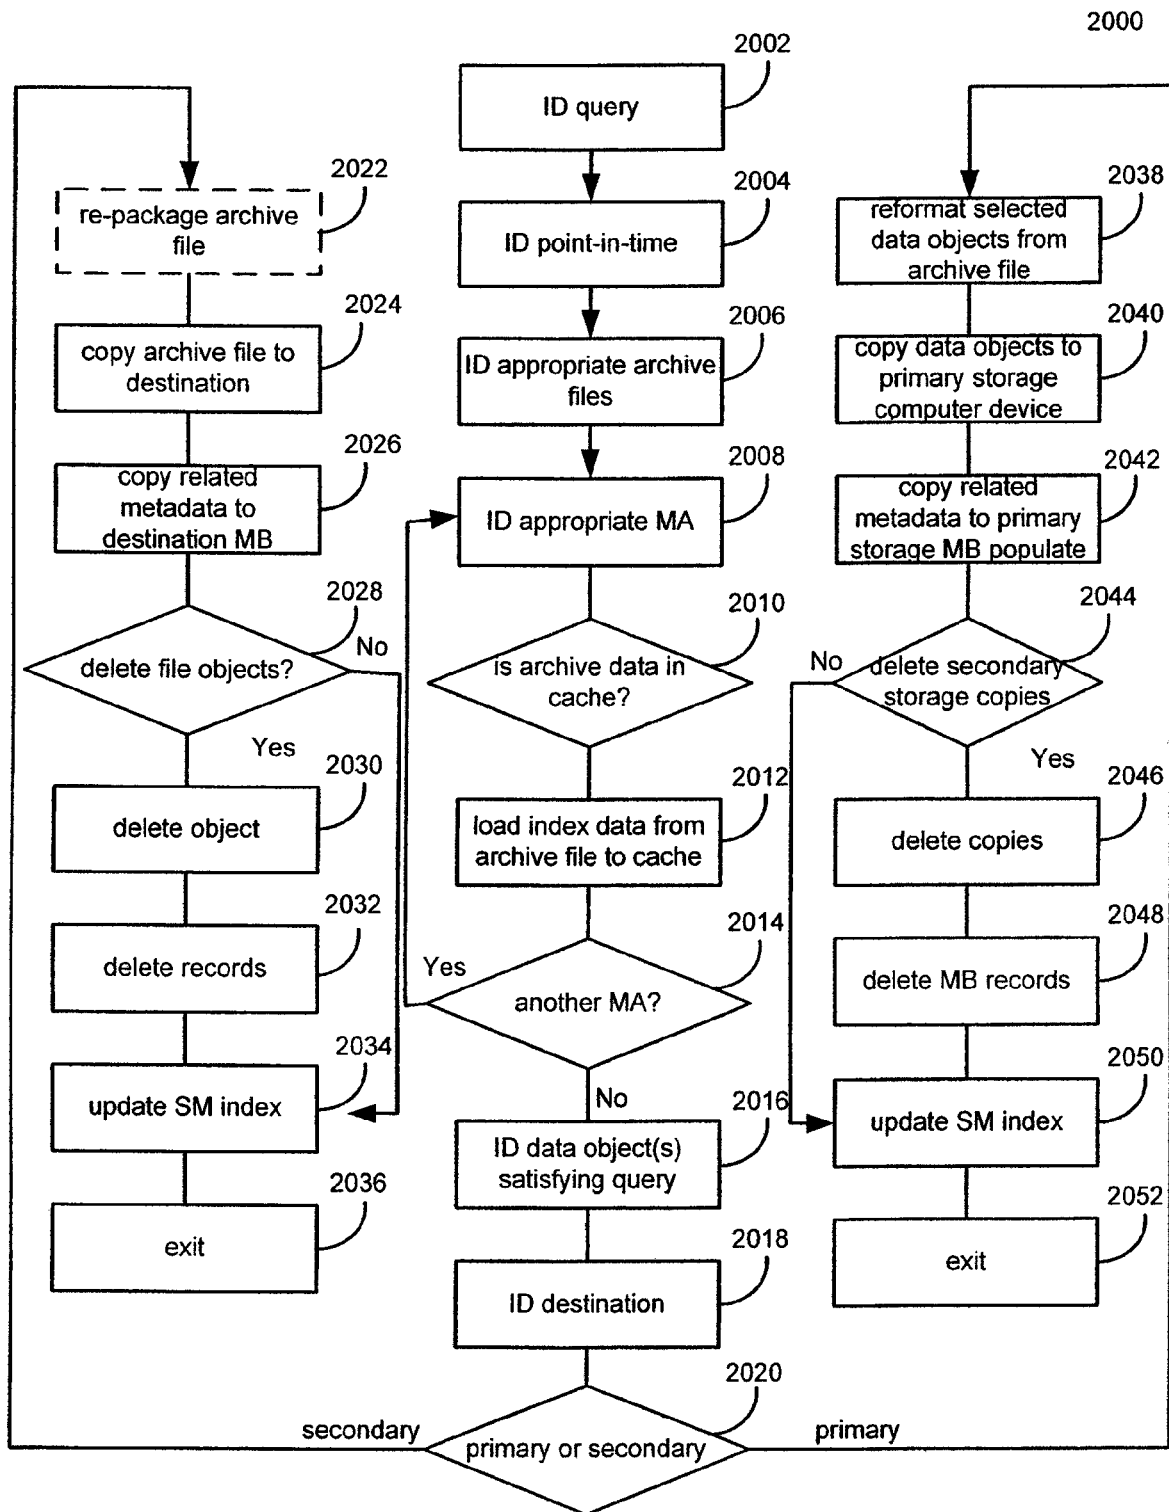 2000
2002
ID query
2004
ID point-in-time
2006
ID appropriate archive
files
2008
ID appropriate MA
2010
is archive data in
cache?
2012
load index data from
archive file to cache
2014
Yes
another MA?
No
2016
ID data object(s)
satisfying query
2018
ID destination
2020
secondary
primary or secondary
primary
2022
re-package archive
file
2024
copy archive file to
destination
2026
copy related
metadata to
destination MB
2028
No
delete file objects?
Yes
2030
delete object
2032
delete records
2034
update SM index
2036
exit
2038
reformat selected
data objects from
archive file
2040
copy data objects to
primary storage
computer device
2042
copy related
metadata to primary
storage MB populate
2044
No
delete secondary
storage copies
Yes
2046
delete copies
2048
delete MB records
2050
update SM index
2052
exit